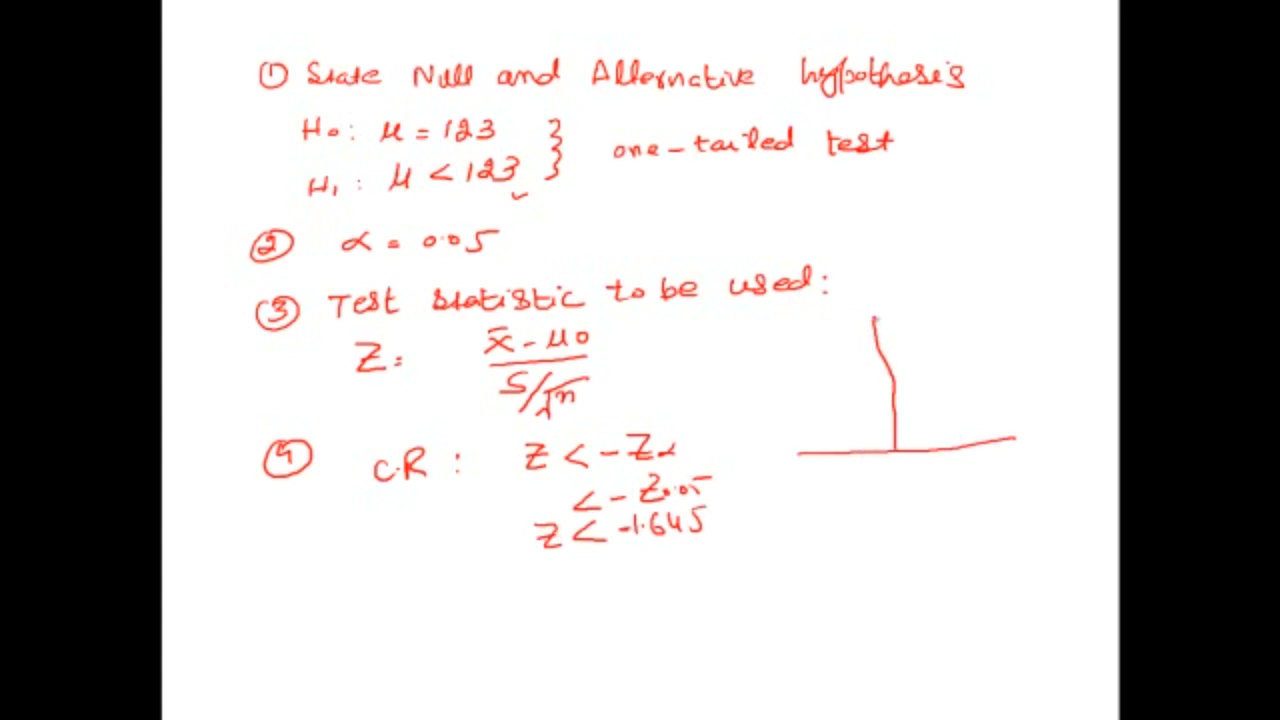 ① State Null and Alternative hypothesis
H₀: μ = 123 } one-tailed test
H₁: μ < 123
② α = 0.05
③ Test statistic to be used:
Z = x̄ - μ₀ / S/√n
④ C.R : Z < -Zα
< -Z0.05
Z < -1.645